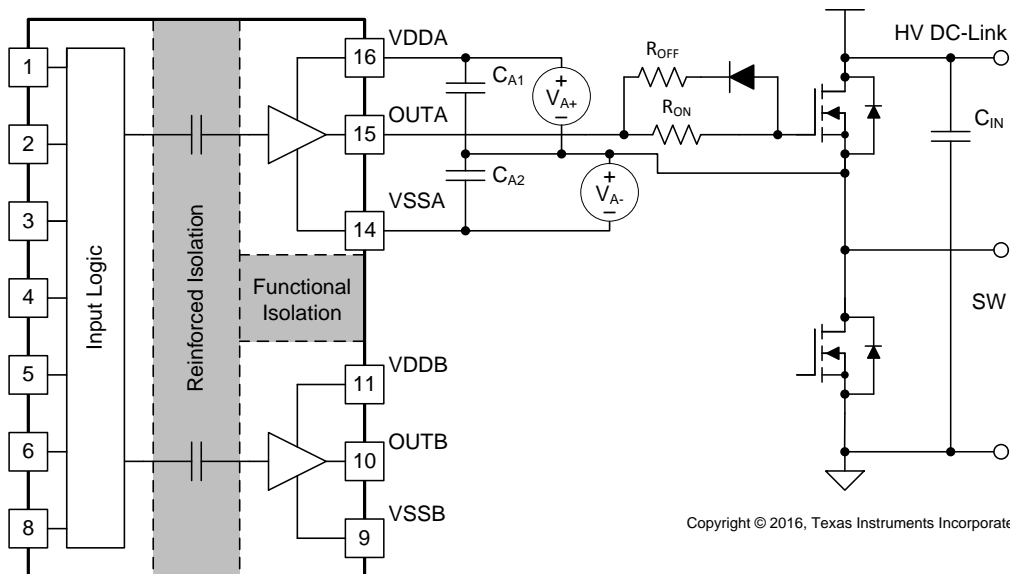 1
2
3
4
5
6
8
Input Logic
Reinforced Isolation
Functional
Isolation
16
VDDA
15
OUTA
14
VSSA
11
VDDB
10
OUTB
9
VSSB
CA1
CA2
+
VA+
−
+
VA-
−
ROFF
RON
HV DC-Link
CIN
SW
Copyright © 2016, Texas Instruments Incorporate